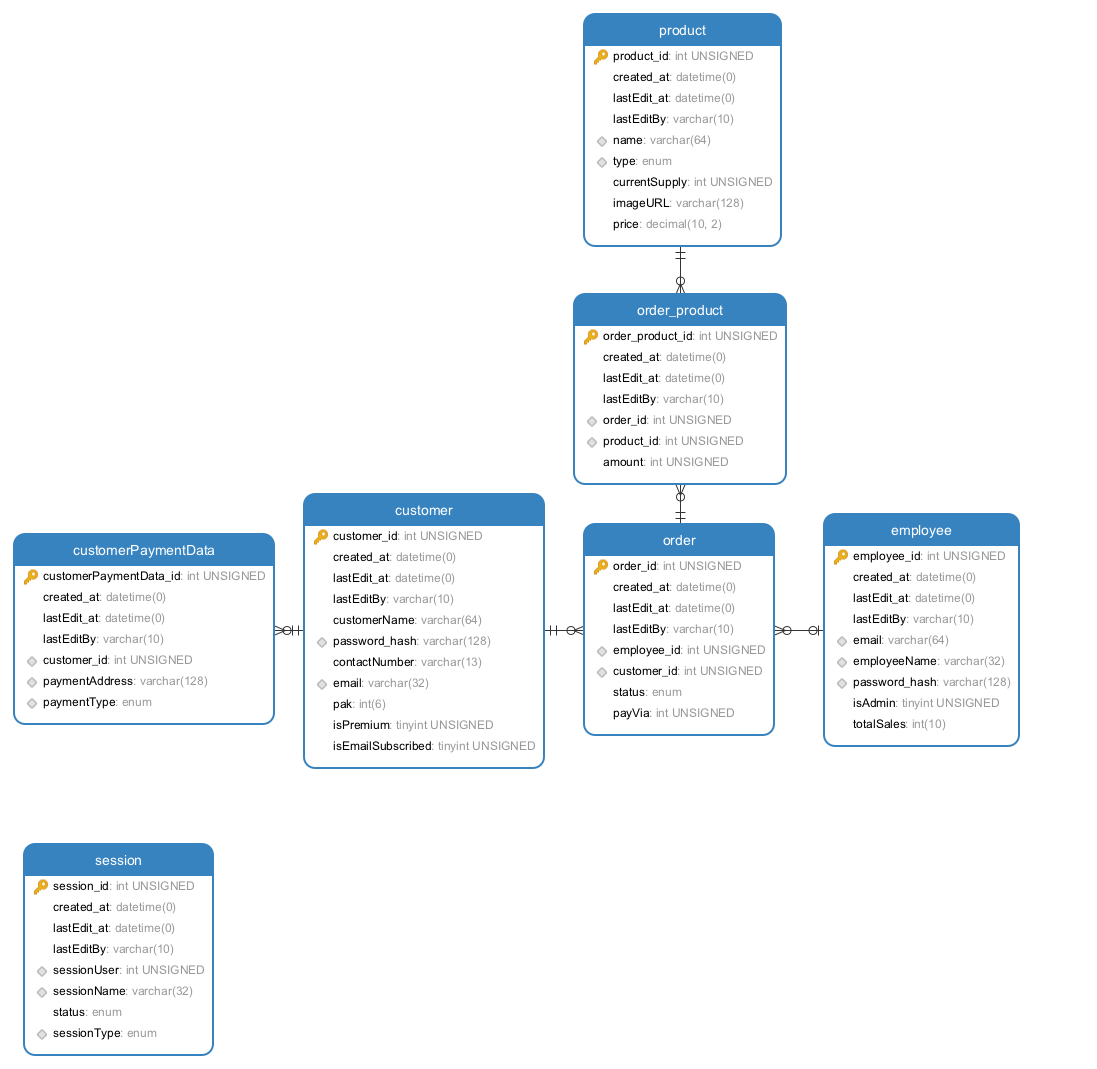 product
product_id: int UNSIGNED
created_at: datetime(0)
lastEdit_at: datetime(0)
lastEditBy: varchar(10)
name: varchar(64)
type: enum
currentSupply: int UNSIGNED
imageURL: varchar(128)
price: decimal(10, 2)
order_product
order_product_id: int UNSIGNED
created_at: datetime(0)
lastEdit_at: datetime(0)
lastEditBy: varchar(10)
order_id: int UNSIGNED
product_id: int UNSIGNED
amount: int UNSIGNED
customerPaymentData
customerPaymentData_id: int UNSIGNED
created_at: datetime(0)
lastEdit_at: datetime(0)
lastEditBy: varchar(10)
customer_id: int UNSIGNED
paymentAddress: varchar(128)
paymentType: enum
customer
customer_id: int UNSIGNED
created_at: datetime(0)
lastEdit_at: datetime(0)
lastEditBy: varchar(10)
customerName: varchar(64)
password_hash: varchar(128)
contactNumber: varchar(13)
email: varchar(32)
pak: int(6)
isPremium: tinyint UNSIGNED
isEmailSubscribed: tinyint UNSIGNED
order
order_id: int UNSIGNED
created_at: datetime(0)
lastEdit_at: datetime(0)
lastEditBy: varchar(10)
employee_id: int UNSIGNED
customer_id: int UNSIGNED
status: enum
payVia: int UNSIGNED
employee
employee_id: int UNSIGNED
created_at: datetime(0)
lastEdit_at: datetime(0)
lastEditBy: varchar(10)
email: varchar(64)
employeeName: varchar(32)
password_hash: varchar(128)
isAdmin: tinyint UNSIGNED
totalSales: int(10)
session
session_id: int UNSIGNED
created_at: datetime(0)
lastEdit_at: datetime(0)
lastEditBy: varchar(10)
sessionUser: int UNSIGNED
sessionName: varchar(32)
status: enum
sessionType: enum